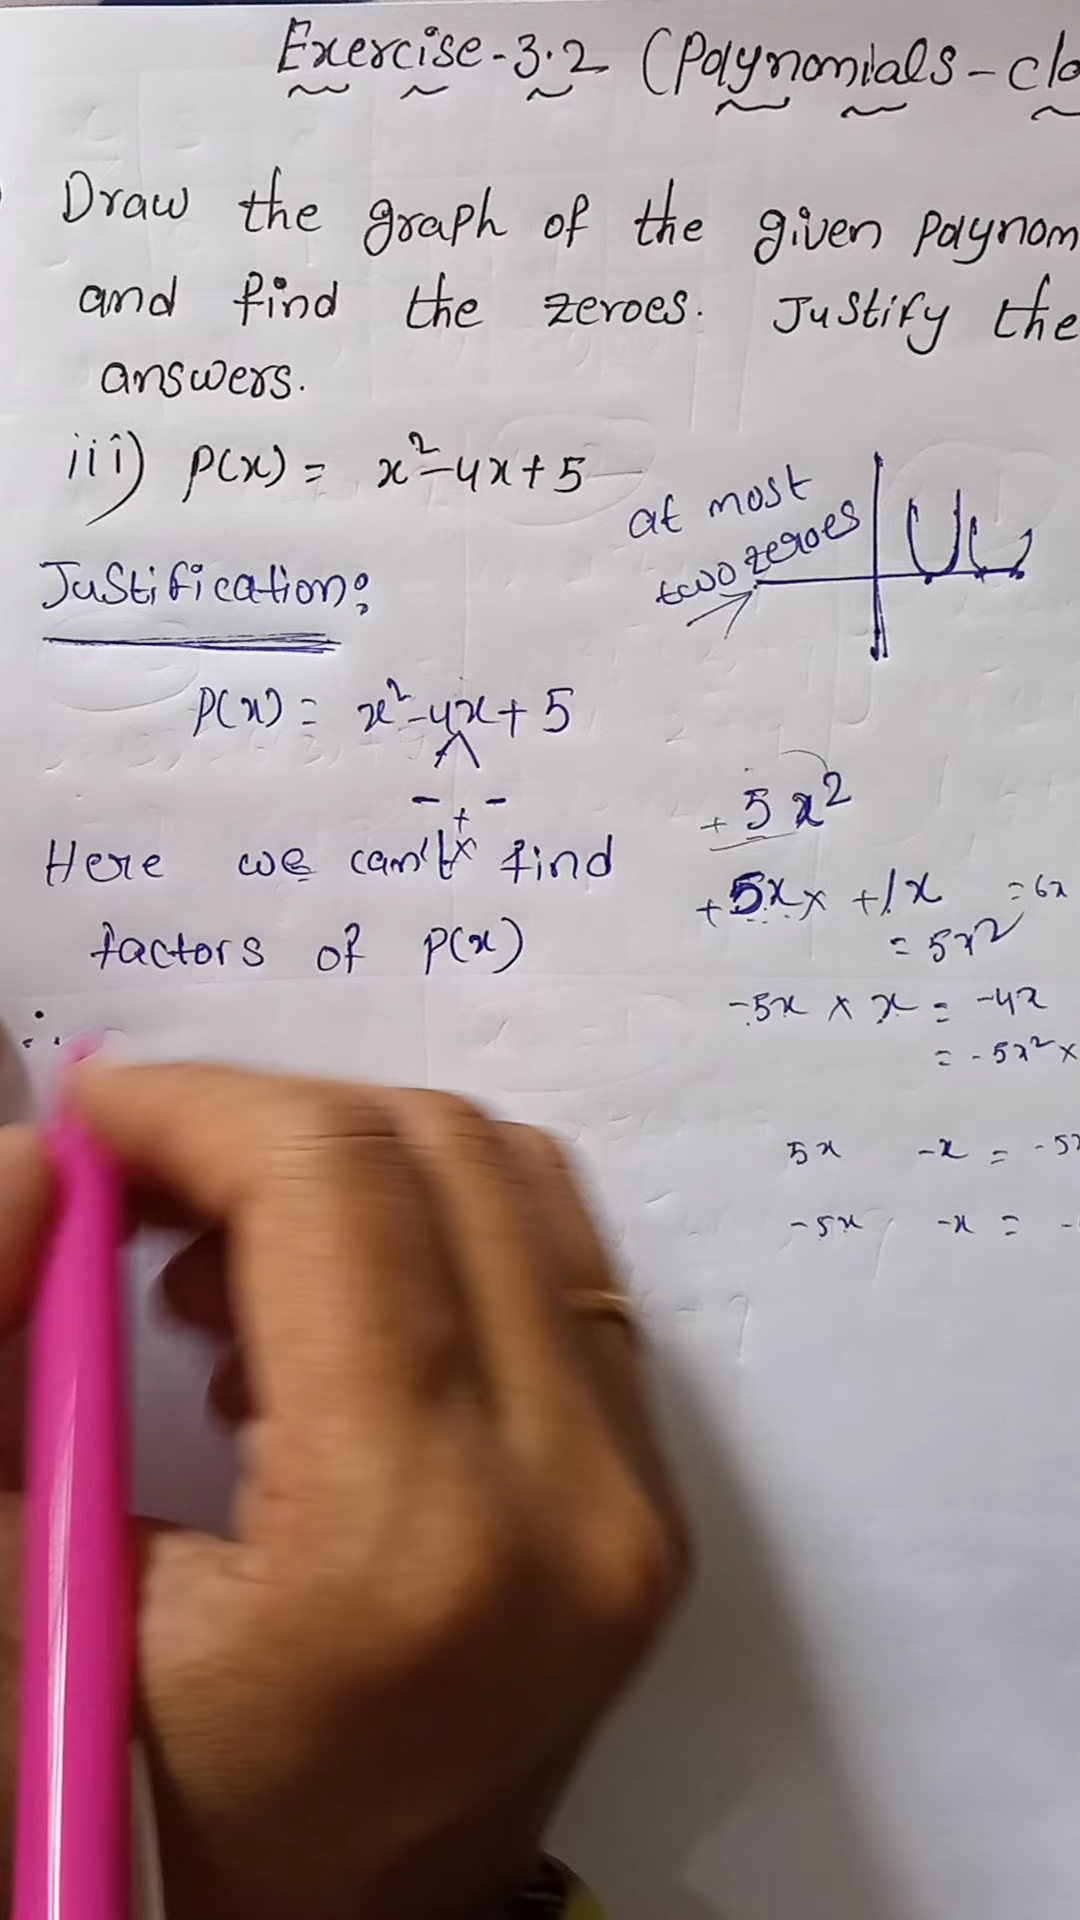 Exercise-3.2 (Polynomials-cla
Draw the graph of the given Polynom
and find the zeroes. Justify the
answers.
iii) P(x) = x²-4x+5
at most
two zeroes
Justification:
P(x) = x²-4x+5
- + -
x
+5x²
Here we can't find
+5x x +1x = 6x
factors of P(x)
= 5x²
-5x × x = -4x
= -5x² ×
∴
5x -x = -5x
-5x -x = -